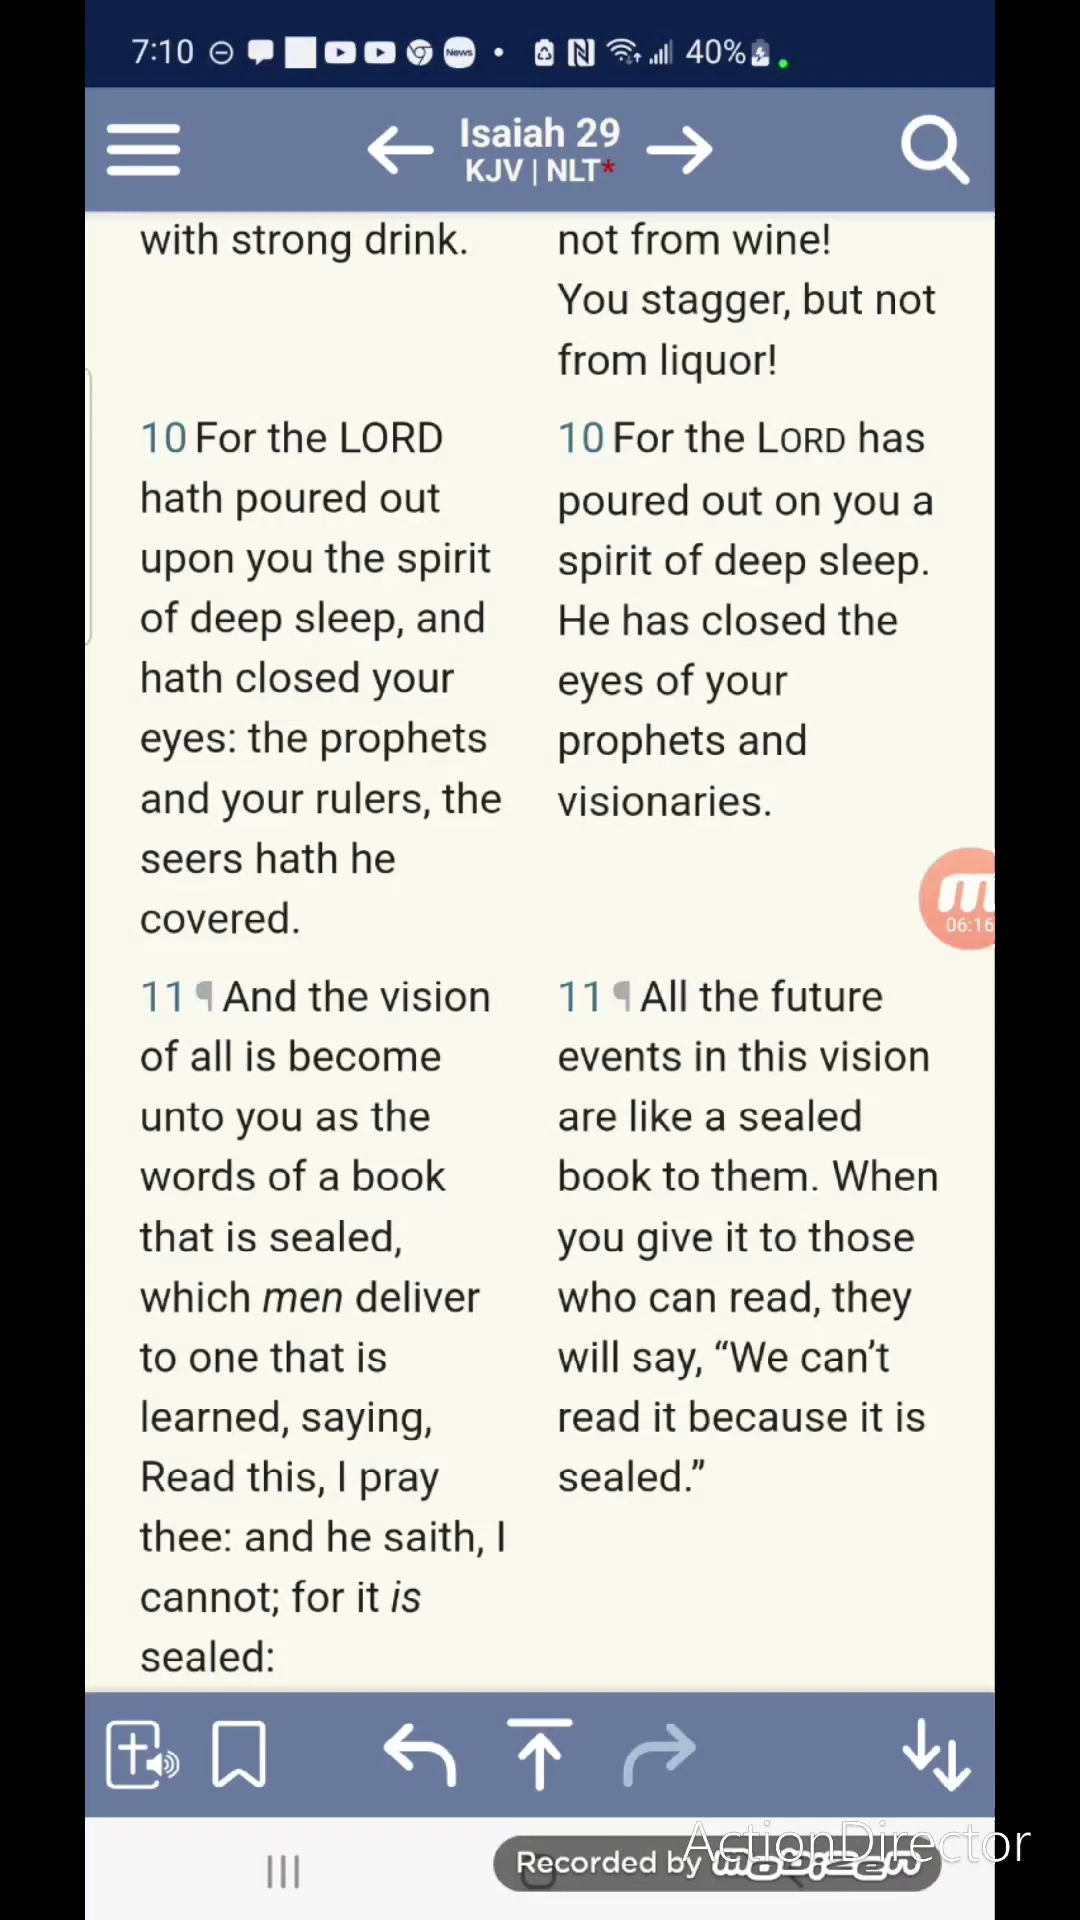 7:10
News
40%
Isaiah 29
KJV | NLT*
with strong drink.
10 For the LORD
hath poured out
upon you the spirit
of deep sleep, and
hath closed your
eyes: the prophets
and your rulers, the
seers hath he
covered.
11 ¶ And the vision
of all is become
unto you as the
words of a book
that is sealed,
which men deliver
to one that is
learned, saying,
Read this, I pray
thee: and he saith, I
cannot; for it is
sealed:
not from wine!
You stagger, but not
from liquor!
10 For the LORD has
poured out on you a
spirit of deep sleep.
He has closed the
eyes of your
prophets and
visionaries.
11 ¶ All the future
events in this vision
are like a sealed
book to them. When
you give it to those
who can read, they
will say, “We can’t
read it because it is
sealed.”
06:16
ActionDirector
Recorded by MOBIZEN